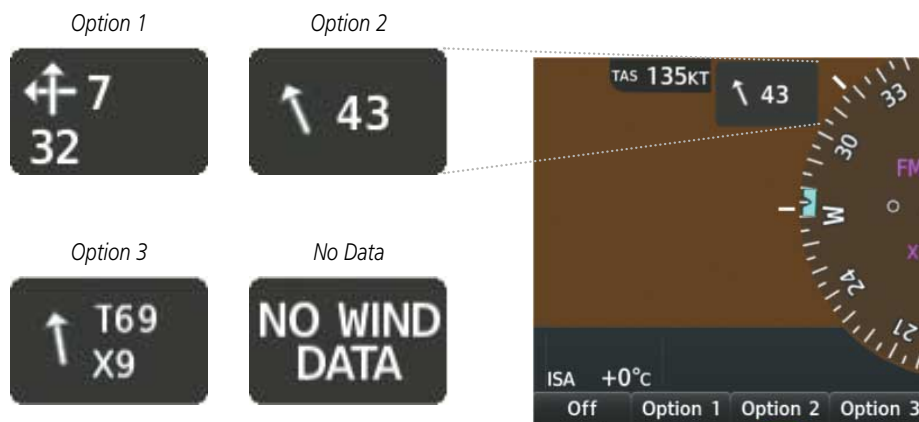 Option 1
7
32
Option 2
43
Option 3
T69
X9
No Data
NO WIND
DATA
TAS 135KT
43
33
30
W
24
21
FM
X
ISA +0°C
Off Option 1 Option 2 Option 3